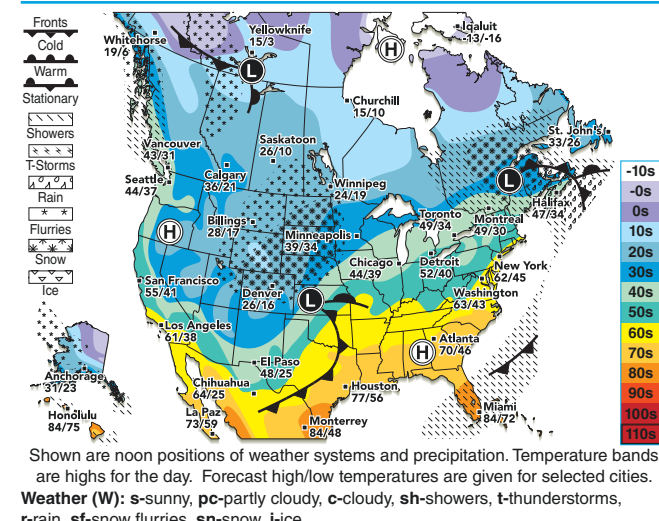 Fronts
Cold
Warm
Stationary
Showers
T-Storms
Rain
Flurries
Snow
Ice
Whitehorse
19/6
Yellowknife
15/3
Iqaluit
-13/-16
H
L
Churchill
15/10
Vancouver
43/31
Saskatoon
26/10
St. John's
33/26
Seattle
44/37
Calgary
36/21
Winnipeg
24/19
L
Halifax
47/34
H
Billings
28/17
Minneapolis
39/34
Toronto
49/34
Montreal
49/30
Chicago
44/39
Detroit
52/40
New York
62/45
San Francisco
55/41
Denver
26/16
L
Washington
63/43
Los Angeles
61/38
El Paso
48/25
H
Atlanta
70/46
Anchorage
31/23
Chihuahua
64/25
Houston
77/56
Honolulu
84/75
La Paz
73/59
Monterrey
84/48
Miami
84/72
-10s
-0s
0s
10s
20s
30s
40s
50s
60s
70s
80s
90s
100s
110s
Shown are noon positions of weather systems and precipitation. Temperature bands
are highs for the day. Forecast high/low temperatures are given for selected cities.
Weather (W): s-sunny, pc-partly cloudy, c-cloudy, sh-showers, t-thunderstorms,
r-rain, sf-snow flurries, sn-snow, i-ice